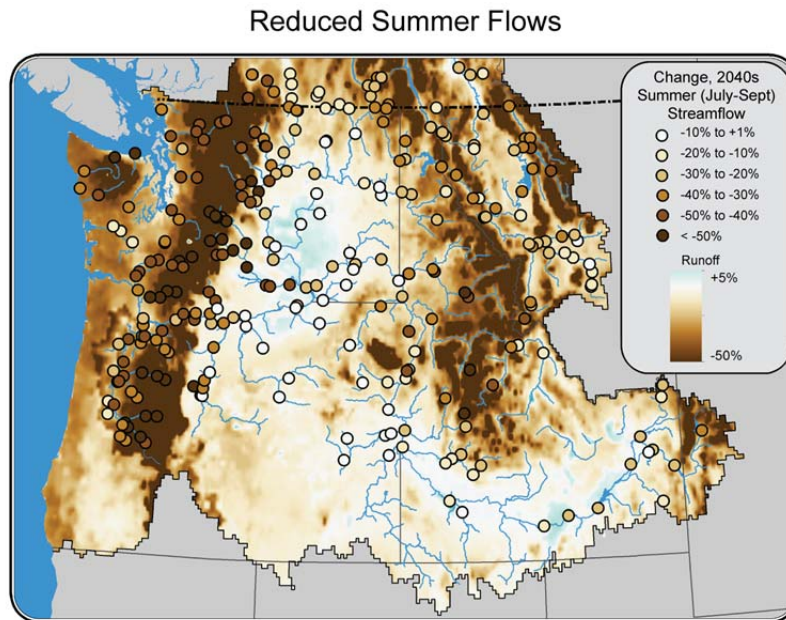 Reduced Summer Flows
Change, 2040s
Summer (July-Sept)
Streamflow
-10% to +1%
-20% to -10%
-30% to -20%
-40% to -30%
-50% to -40%
< -50%
Runoff
+5%
-50%